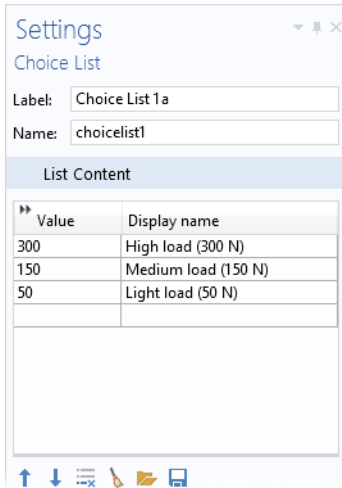 Settings
Choice List
Label: Choice List 1a
Name: choicelist1
List Content
Value Display name
300 High load (300 N)
150 Medium load (150 N)
50 Light load (50 N)